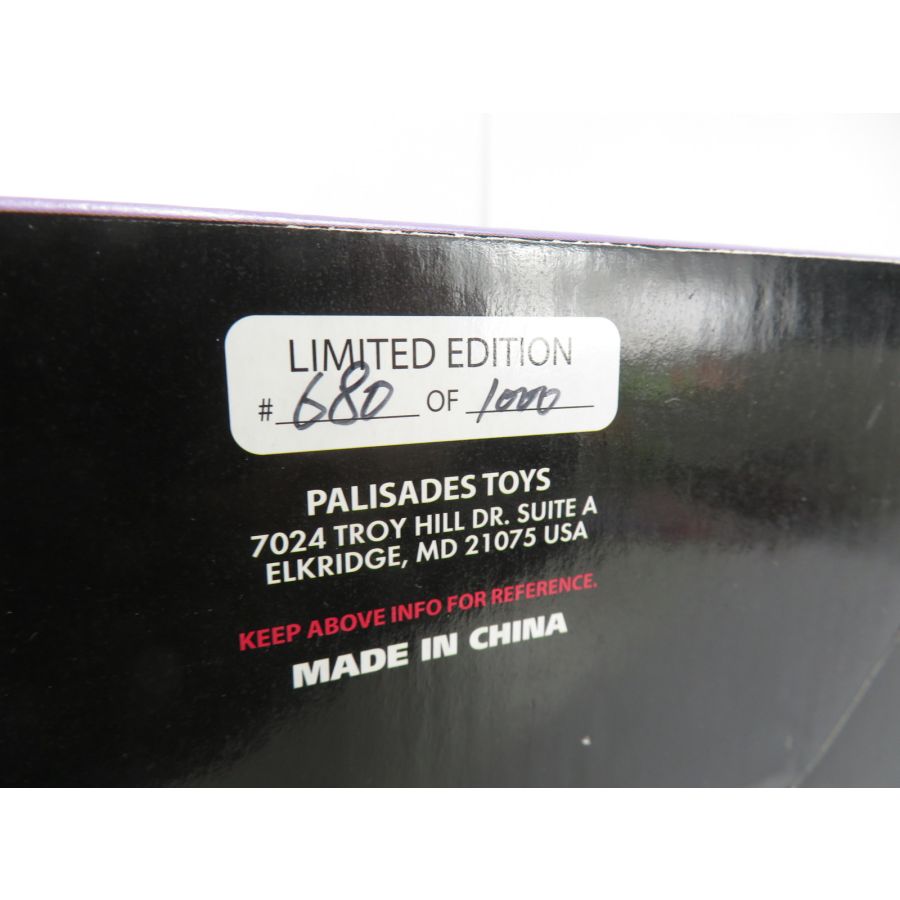 LIMITED EDITION
# 680 OF 1000
PALISADES TOYS
7024 TROY HILL DR. SUITE A
ELKRIDGE, MD 21075 USA
KEEP ABOVE INFO FOR REFERENCE.
MADE IN CHINA